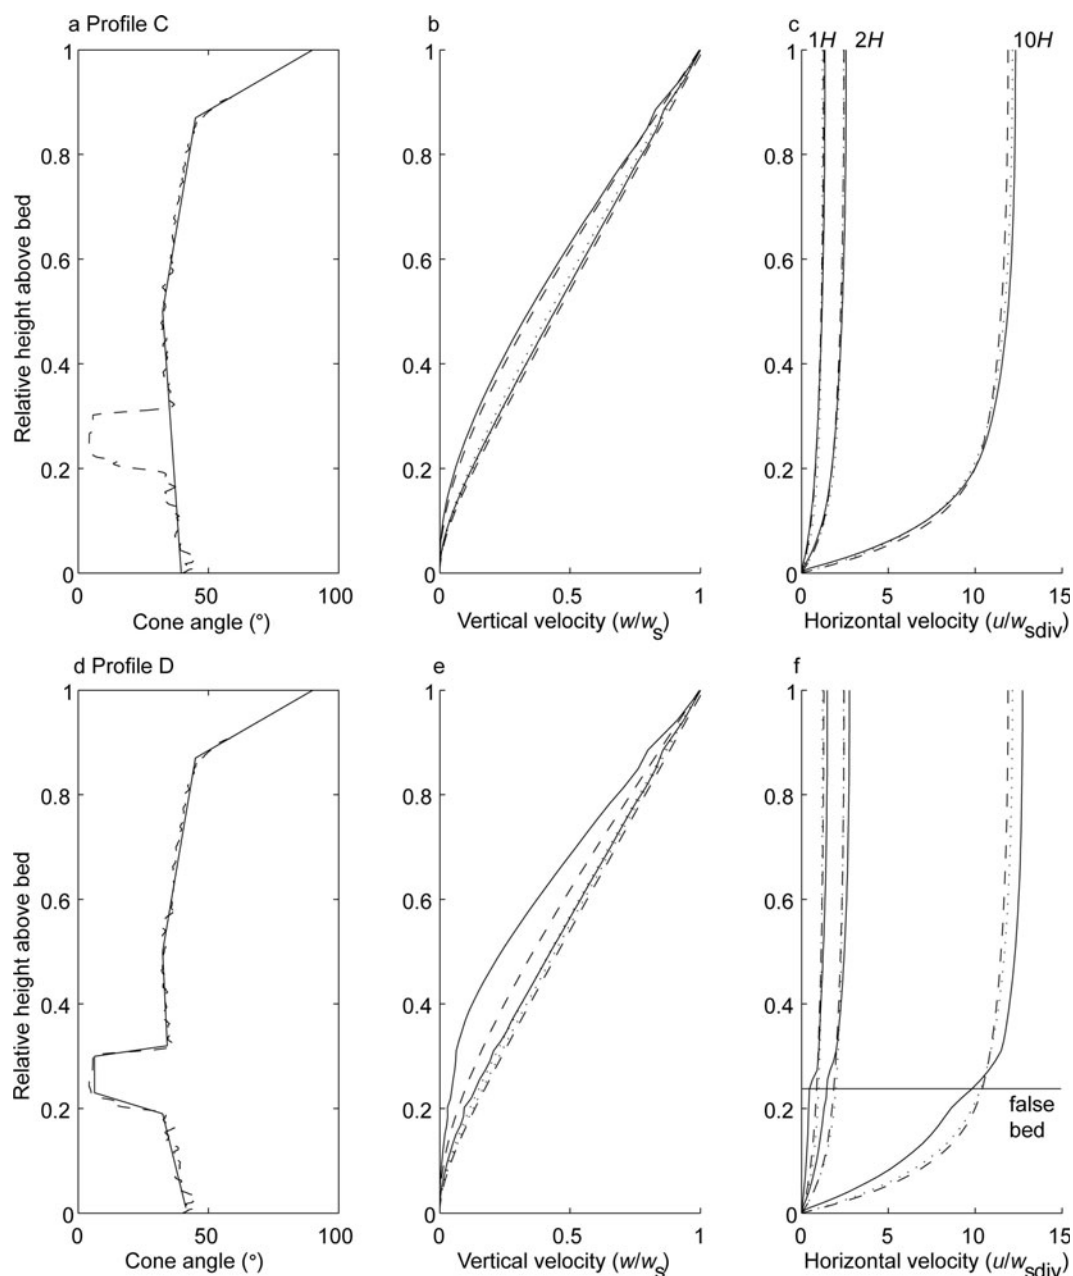 a Profile C
b
c
1H
2H
10H
1
0.8
0.6
0.4
0.2
0
Relative height above bed
0
50
100
Cone angle (°)
1
0.8
0.6
0.4
0.2
0
0.5
1
Vertical velocity (w/ws)
1
0.8
0.6
0.4
0.2
0
0
5
10
15
Horizontal velocity (u/wsdiv)
d Profile D
e
f
1
0.8
0.6
0.4
0.2
0
Relative height above bed
0
50
100
Cone angle (°)
1
0.8
0.6
0.4
0.2
0
0
0.5
1
Vertical velocity (w/ws)
1
0.8
0.6
0.4
0.2
0
false
bed
0
5
10
15
Horizontal velocity (u/wsdiv)